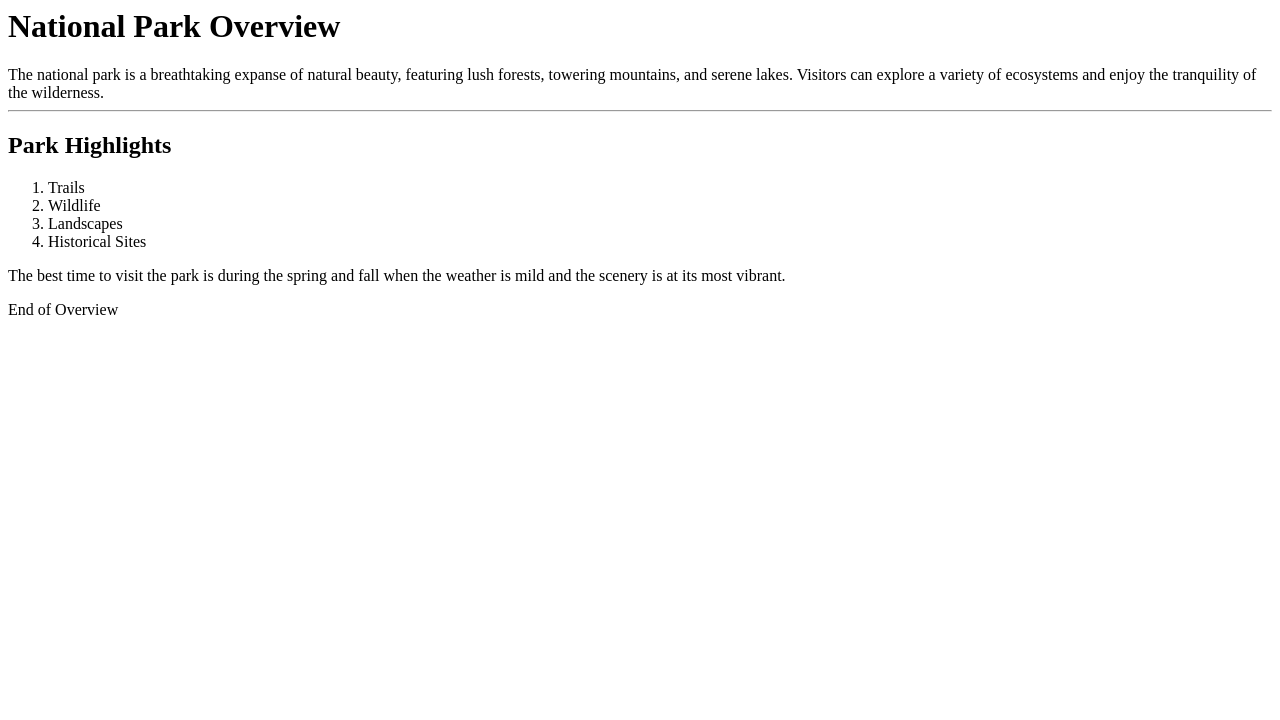 National Park Overview
The national park is a breathtaking expanse of natural beauty, featuring lush forests, towering mountains, and serene lakes. Visitors can explore a variety of ecosystems and enjoy the tranquility of
the wilderness.
Park Highlights
1. Trails
2. Wildlife
3. Landscapes
4. Historical Sites
The best time to visit the park is during the spring and fall when the weather is mild and the scenery is at its most vibrant.
End of Overview